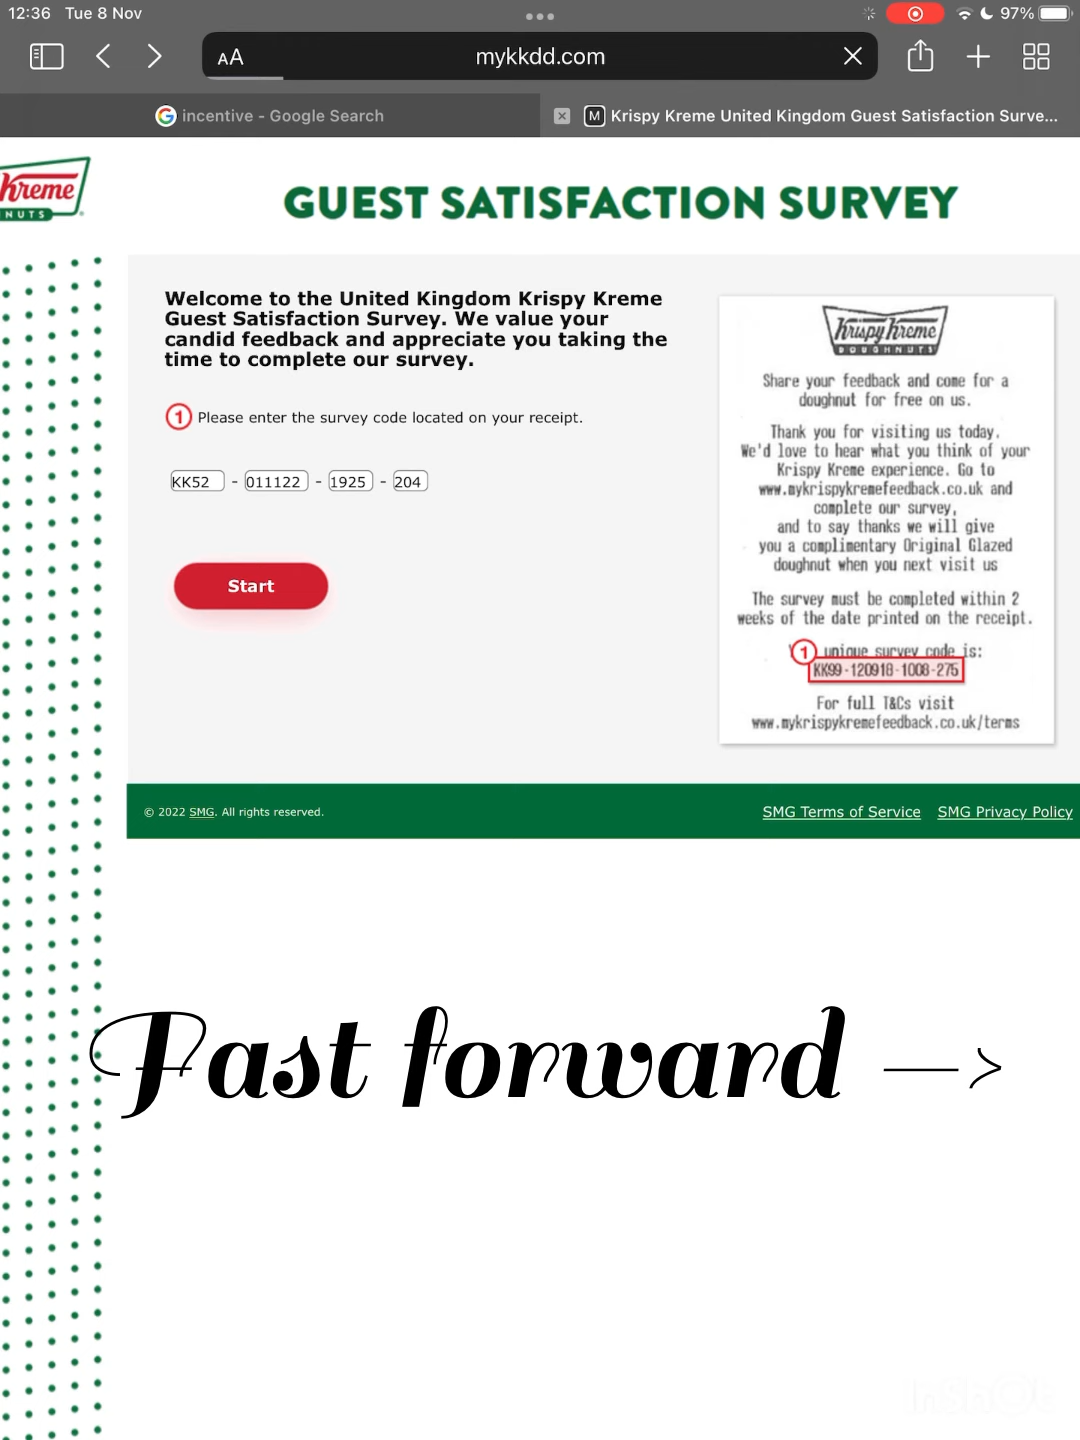 12:36 Tue 8 Nov
97%
AA
mykkdd.com
incentive - Google Search
M Krispy Kreme United Kingdom Guest Satisfaction Surve...
Kreme
NUTS
GUEST SATISFACTION SURVEY
Welcome to the United Kingdom Krispy Kreme
Guest Satisfaction Survey. We value your
candid feedback and appreciate you taking the
time to complete our survey.
1 Please enter the survey code located on your receipt.
KK52 - 011122 - 1925 - 204
Start
Krispy Kreme
DOUGHNUTS
Share your feedback and come for a
doughnut for free on us.
Thank you for visiting us today.
We'd love to hear what you think of your
Krispy Kreme experience. Go to
www.mykrispykremefeedback.co.uk and
complete our survey,
and to say thanks we will give
you a complimentary Original Glazed
doughnut when you next visit us
The survey must be completed within 2
weeks of the date printed on the receipt.
1 unique survey code is:
KK99-120918-1008-275
For full T&Cs visit
www.mykrispykremefeedback.co.uk/terms
© 2022 SMG. All rights reserved.
SMG Terms of Service SMG Privacy Policy
Fast forward —>
InShOt